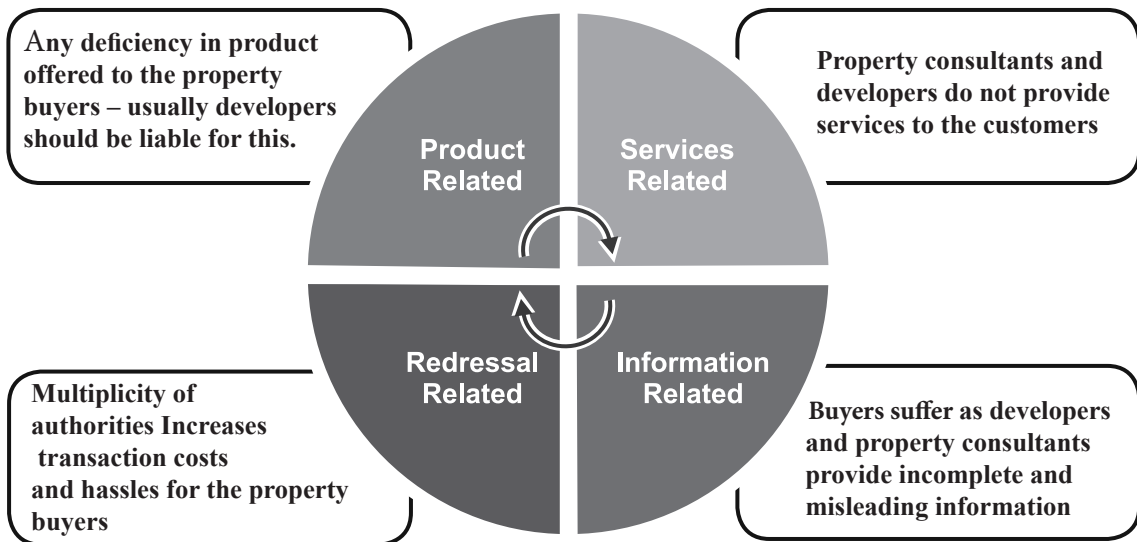 Any deficiency in product
offered to the property
buyers – usually developers
should be liable for this.
Product
Related
Services
Related
Property consultants and
developers do not provide
services to the customers
Multiplicity of
authorities Increases
transaction costs
and hassles for the property
buyers
Redressal
Related
Information
Related
Buyers suffer as developers
and property consultants
provide incomplete and
misleading information